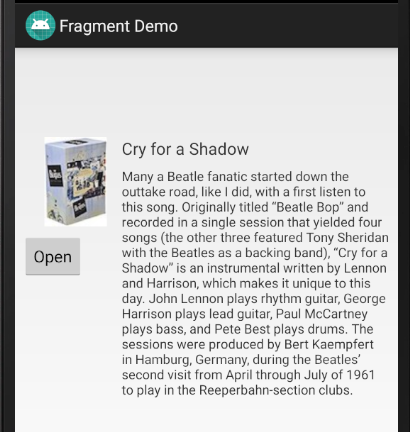 Fragment Demo
Cry for a Shadow
Many a Beatle fanatic started down the
outtake road, like I did, with a first listen to
this song. Originally titled “Beatle Bop” and
recorded in a single session that yielded four
songs (the other three featured Tony Sheridan
with the Beatles as a backing band), “Cry for a
Shadow” is an instrumental written by Lennon
and Harrison, which makes it unique to this
day. John Lennon plays rhythm guitar, George
Harrison plays lead guitar, Paul McCartney
plays bass, and Pete Best plays drums. The
sessions were produced by Bert Kaempfert
in Hamburg, Germany, during the Beatles’
second visit from April through July of 1961
to play in the Reeperbahn-section clubs.
Open